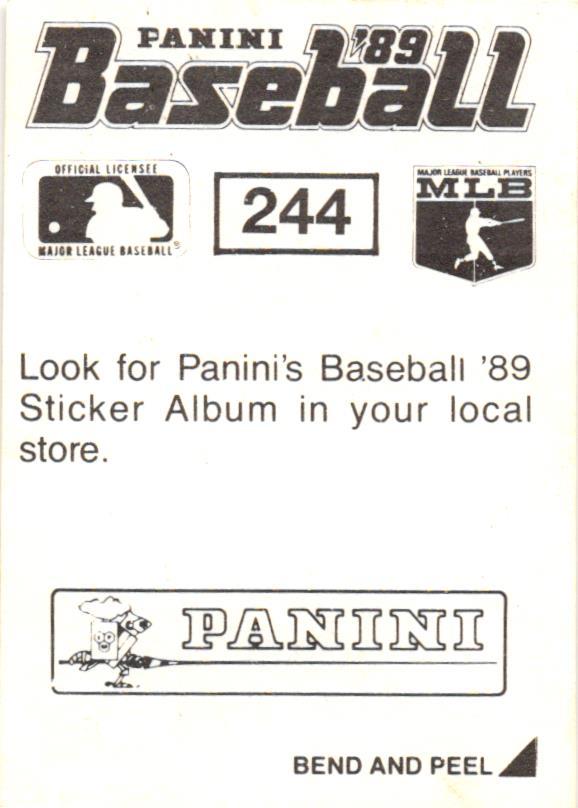 PANINI '89
Baseball
OFFICIAL LICENSEE
MAJOR LEAGUE BASEBALL®
244
MAJOR LEAGUE BASEBALL PLAYERS
MLB
Look for Panini's Baseball '89
Sticker Album in your local
store.
PANINI
BEND AND PEEL